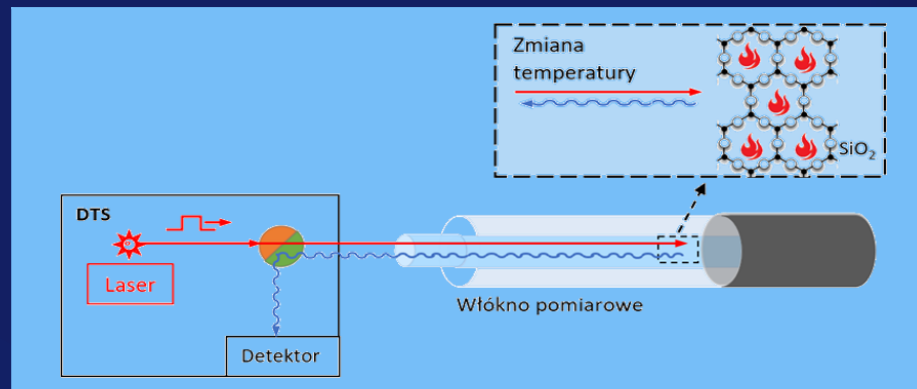 Zmiana
temperatury
SiO₂
DTS
Laser
Włókno pomiarowe
Detektor